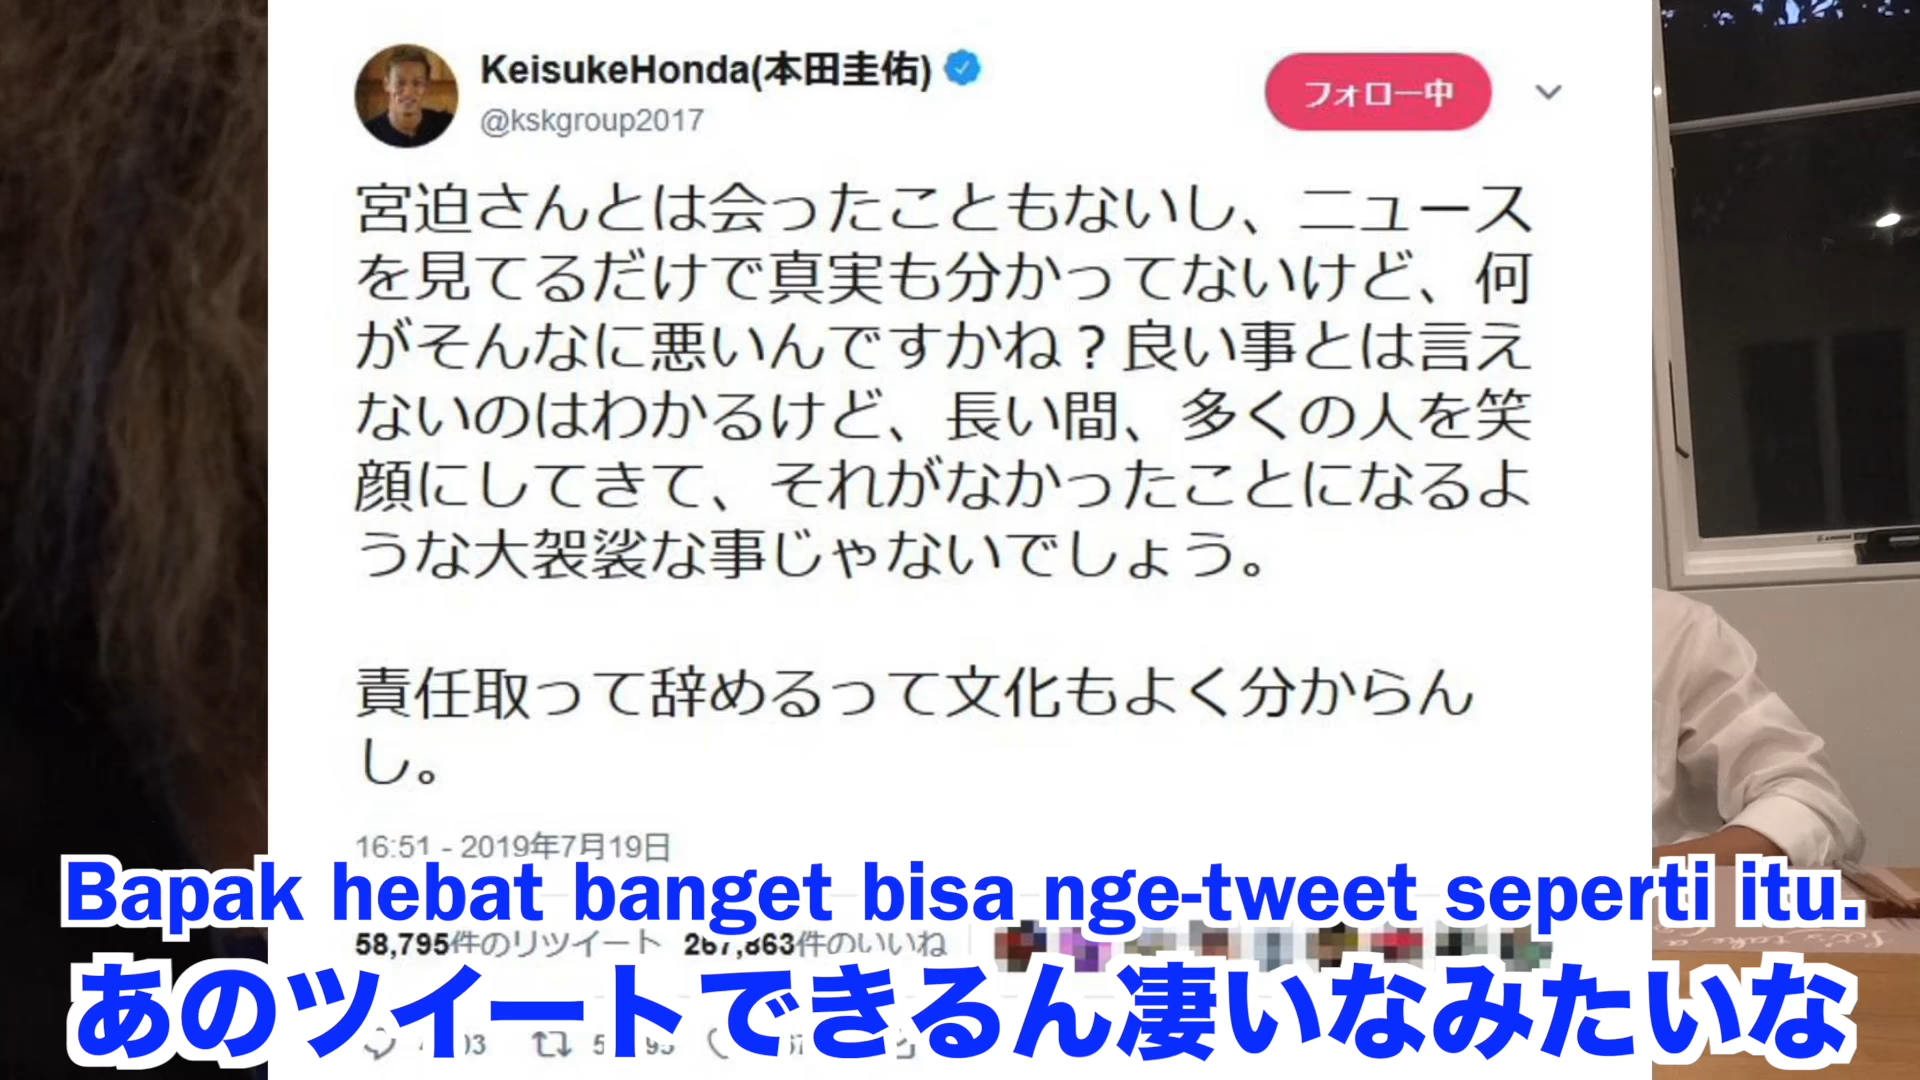 KeisukeHonda(本田圭佑)
フォロー中
@kskgroup2017
宮迫さんとは会ったこともないし、ニュース
を見てるだけで真実も分かってないけど、何
がそんなに悪いんですかね？良い事とは言え
ないのはわかるけど、長い間、多くの人を笑
顔にしてきて、それがなかったことになるよ
うな大袈裟な事じゃないでしょう。
責任取って辞めるって文化もよく分からん
し。
16:51 - 2019年7月19日
Bapak hebat banget bisa nge-tweet seperti itu.
58,795件のリツイート 267,863件のいいね
あのツイートできるん凄いなみたいな